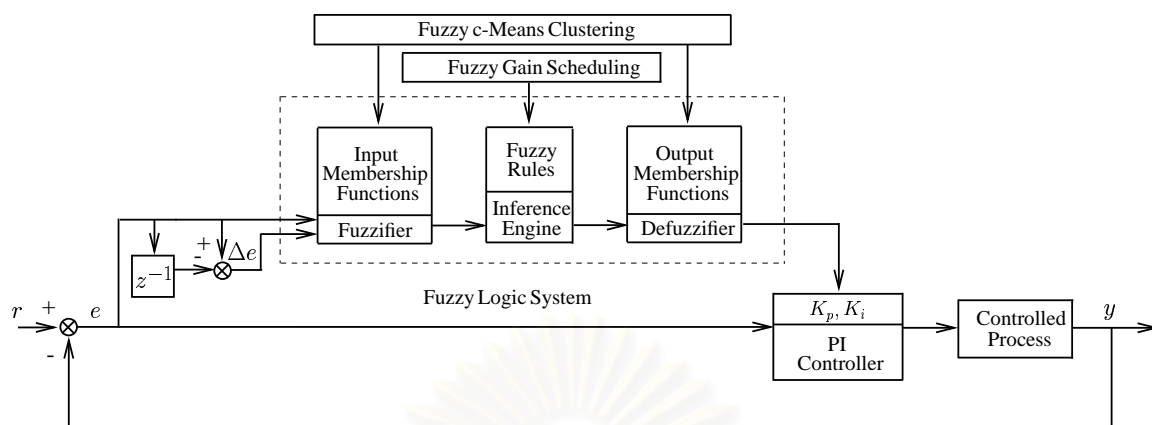 Fuzzy c-Means Clustering
Fuzzy Gain Scheduling
Input
Membership
Functions
Fuzzifier
Fuzzy
Rules
Inference
Engine
Output
Membership
Functions
Defuzzifier
+
-
Δe
z⁻¹
Fuzzy Logic System
r
+
-
e
K_p, K_i
PI
Controller
Controlled
Process
y